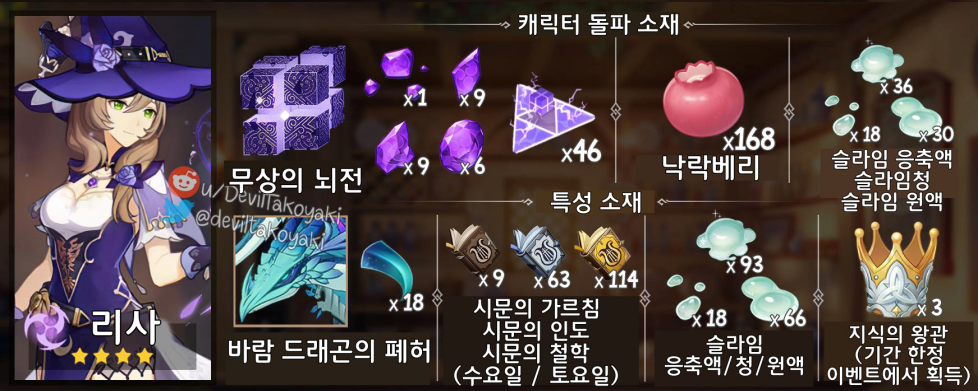 캐릭터 돌파 소재
x1
x9
x9
x6
x46
x168
x36
x18
x30
무상의 뇌전
낙락베리
슬라임 응축액
슬라임청
슬라임 원액
u/Deviltakoyaki
@deviltakoyaki
특성 소재
x18
x9
x63
x114
x93
x18
x66
x3
리사
바람 드래곤의 폐허
시문의 가르침
시문의 인도
시문의 철학
(수요일 / 토요일)
슬라임
응축액/청/원액
지식의 왕관
(기간 한정
이벤트에서 획득)